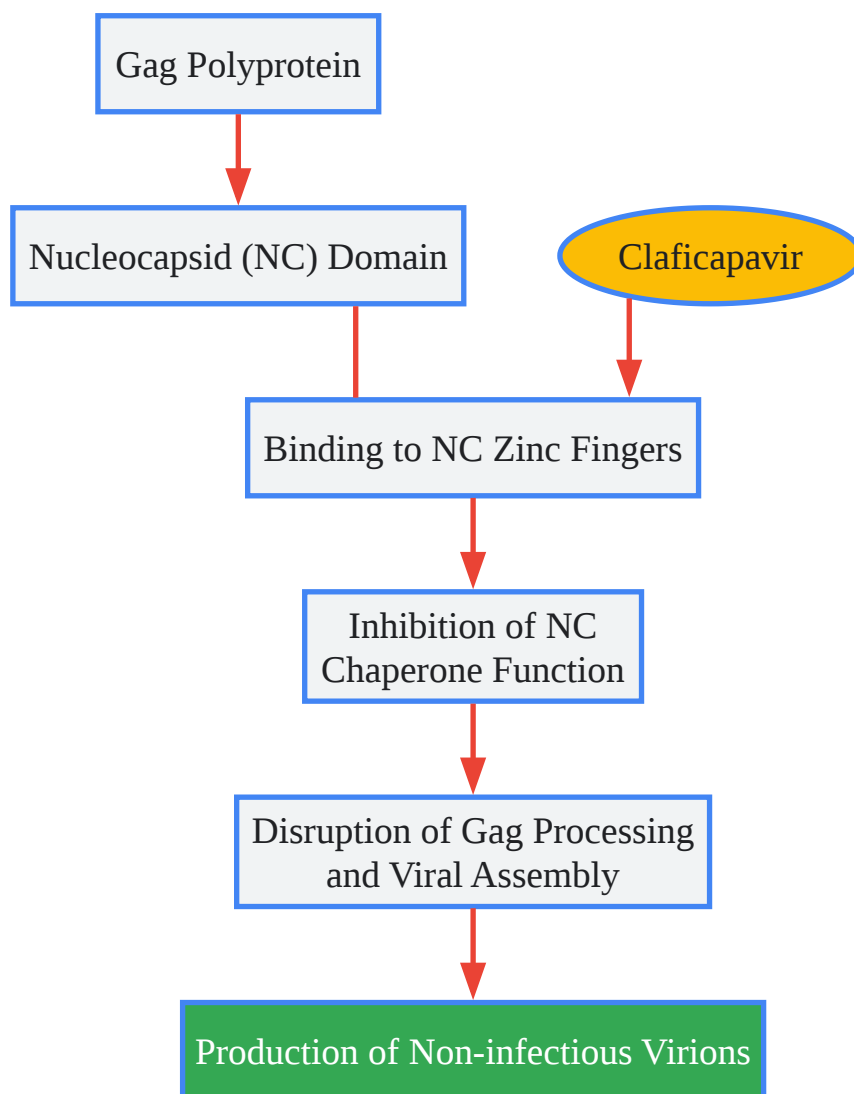 Gag Polyprotein
Nucleocapsid (NC) Domain
Claficapavir
Binding to NC Zinc Fingers
Inhibition of NC
Chaperone Function
Disruption of Gag Processing
and Viral Assembly
Production of Non-infectious Virions